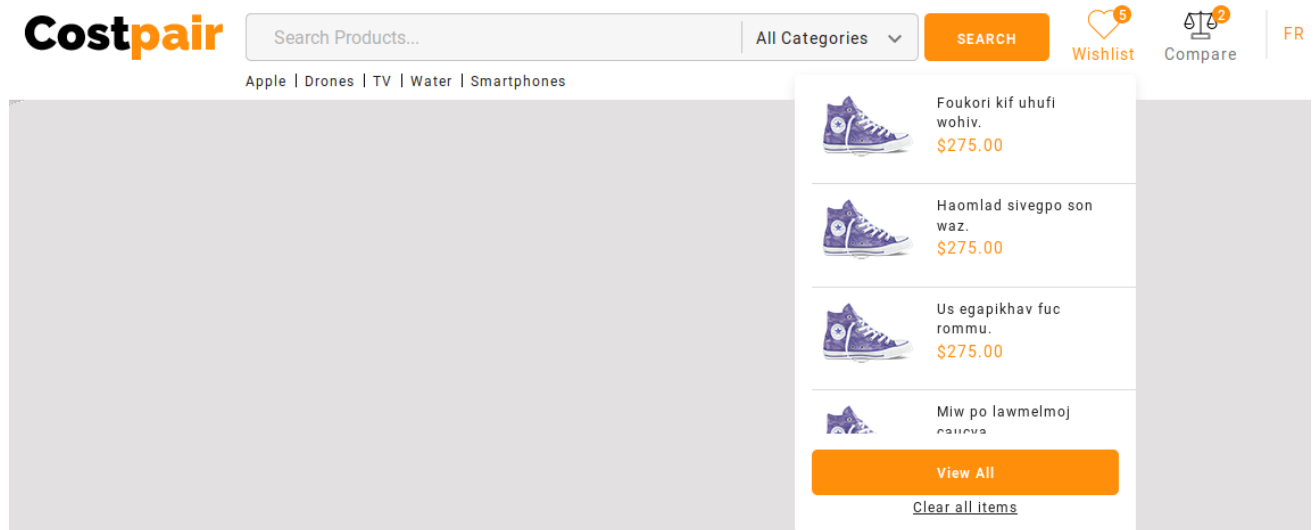 Costpair
Search Products...
All Categories
SEARCH
5
Wishlist
2
Compare
FR
Apple | Drones | TV | Water | Smartphones
Foukori kif uhufi
wohiv.
$275.00
Haomlad sivegpo son
waz.
$275.00
Us egapikhav fuc
rommu.
$275.00
Miw po lawmelmoj
View All
Clear all items